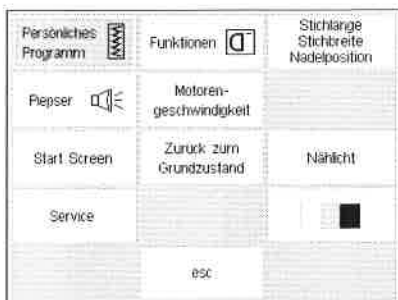 Persönliches
Programm
Funktionen
Stichlänge
Stichbreite
Nadelposition
Piepser
Motoren-
geschwindigkeit
Start Screen
Zurück zum
Grundzustand
Nählicht
Service
esc